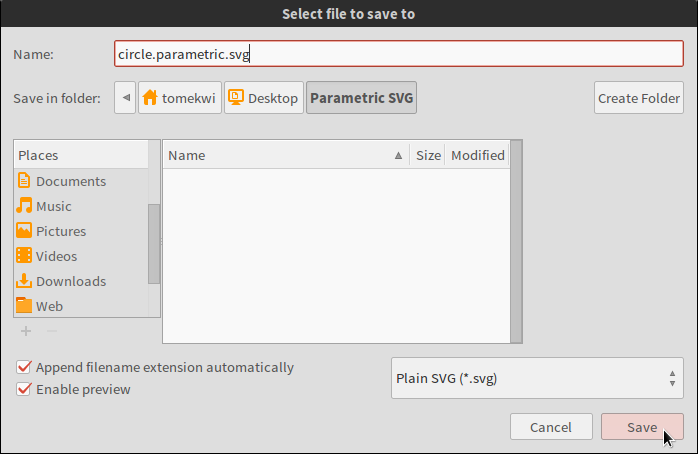 Select file to save to
Name: circle.parametric.svg
Save in folder: tomekwi Desktop Parametric SVG Create Folder
Places Name Size Modified
Documents
Music
Pictures
Videos
Downloads
Web
Append filename extension automatically
Enable preview
Plain SVG (*.svg)
Cancel Save